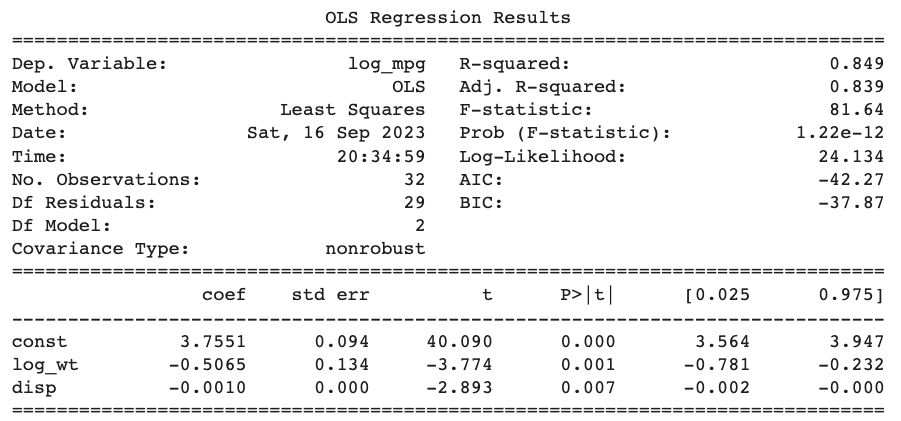 OLS Regression Results
==============================================================================
Dep. Variable:                log_mpg   R-squared:                       0.849
Model:                            OLS   Adj. R-squared:                  0.839
Method:                 Least Squares   F-statistic:                     81.64
Date:                Sat, 16 Sep 2023   Prob (F-statistic):           1.22e-12
Time:                        20:34:59   Log-Likelihood:                 24.134
No. Observations:                  32   AIC:                            -42.27
Df Residuals:                      29   BIC:                            -37.87
Df Model:                           2
Covariance Type:            nonrobust
==============================================================================
                 coef    std err          t      P>|t|      [0.025      0.975]
------------------------------------------------------------------------------
const          3.7551      0.094     40.090      0.000       3.564       3.947
log_wt        -0.5065      0.134     -3.774      0.001      -0.781      -0.232
disp          -0.0010      0.000     -2.893      0.007      -0.002      -0.000
==============================================================================